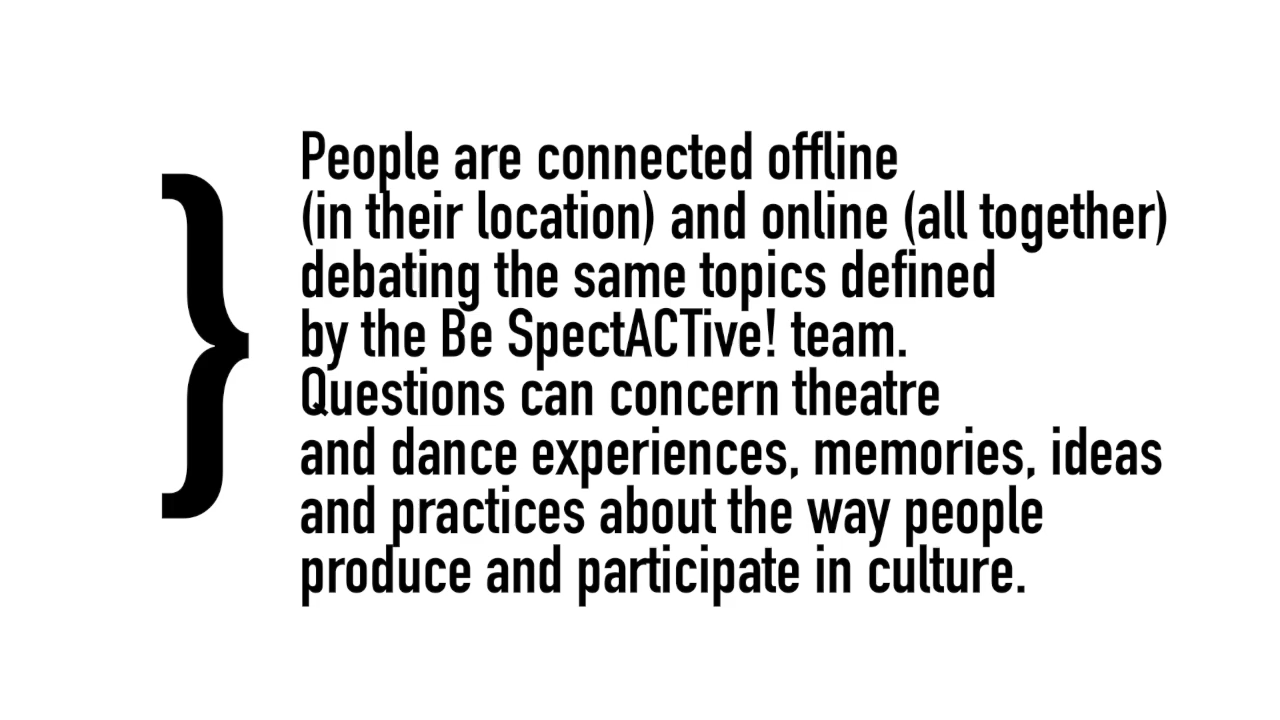 }
People are connected offline
(in their location) and online (all together)
debating the same topics defined
by the Be SpectACTive! team.
Questions can concern theatre
and dance experiences, memories, ideas
and practices about the way people
produce and participate in culture.